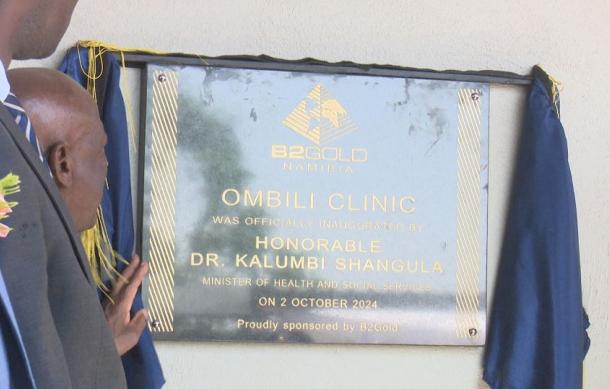 B2GOLD
NAMIBIA
OMBILI CLINIC
WAS OFFICIALLY INAUGURATED BY
HONORABLE
DR. KALUMBI SHANGULA
MINISTER OF HEALTH AND SOCIAL SERVICES
ON 2 OCTOBER 2024
Proudly sponsored by B2Gold